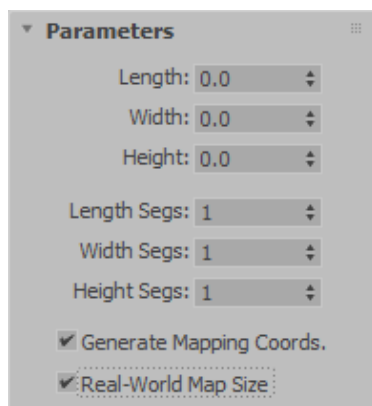 Parameters
Length: 0.0
Width: 0.0
Height: 0.0
Length Segs: 1
Width Segs: 1
Height Segs: 1
Generate Mapping Coords.
Real-World Map Size